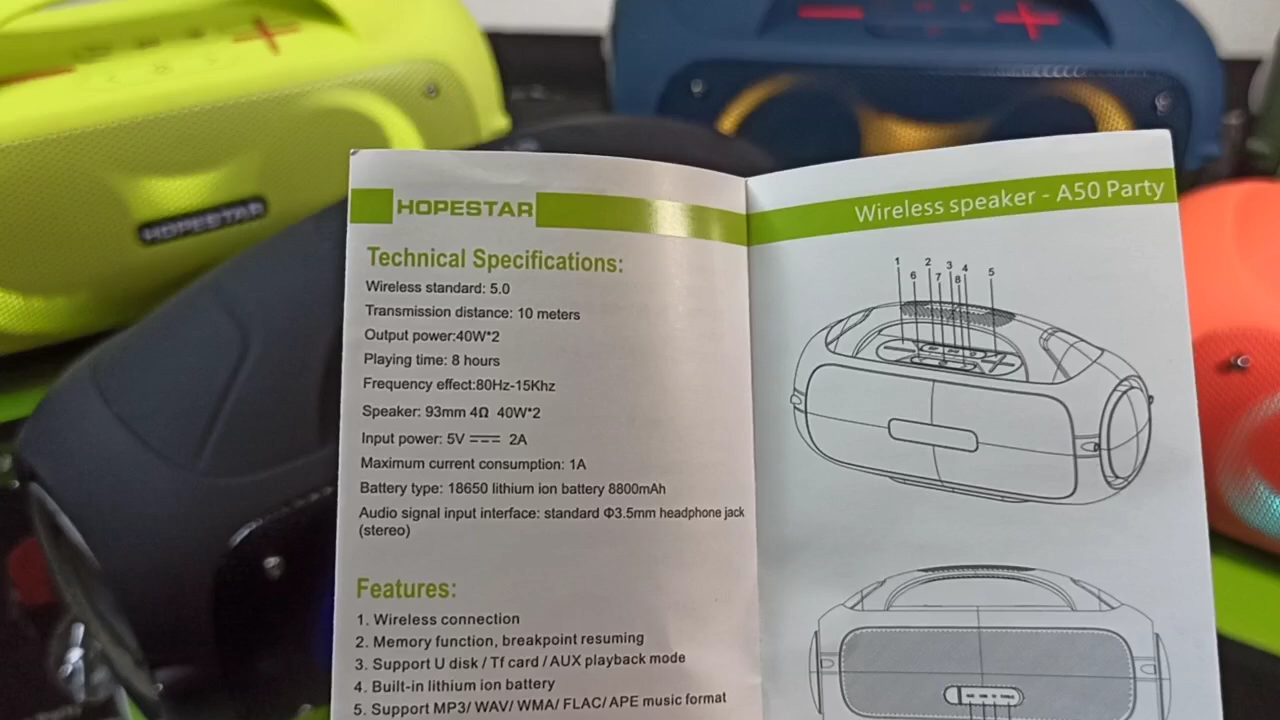 HOPESTAR
HOPESTAR
Technical Specifications:
Wireless standard: 5.0
Transmission distance: 10 meters
Output power:40W*2
Playing time: 8 hours
Frequency effect:80Hz-15Khz
Speaker: 93mm 4Ω 40W*2
Input power: 5V ⎓ 2A
Maximum current consumption: 1A
Battery type: 18650 lithium ion battery 8800mAh
Audio signal input interface: standard Φ3.5mm headphone jack
(stereo)
Features:
1. Wireless connection
2. Memory function, breakpoint resuming
3. Support U disk / Tf card / AUX playback mode
4. Built-in lithium ion battery
5. Support MP3/ WAV/ WMA/ FLAC/ APE music format
Wireless speaker - A50 Party
1 6 2 7 3 8 4 5